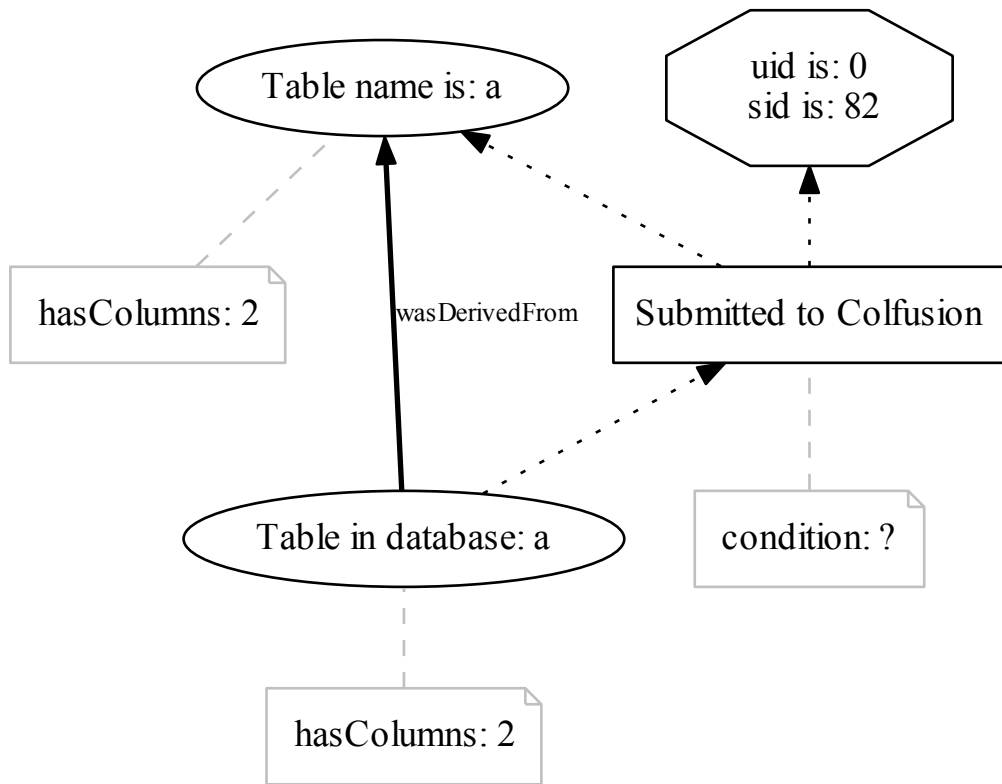 Table name is: a
uid is: 0
sid is: 82
hasColumns: 2
wasDerivedFrom
Submitted to Colfusion
Table in database: a
condition: ?
hasColumns: 2